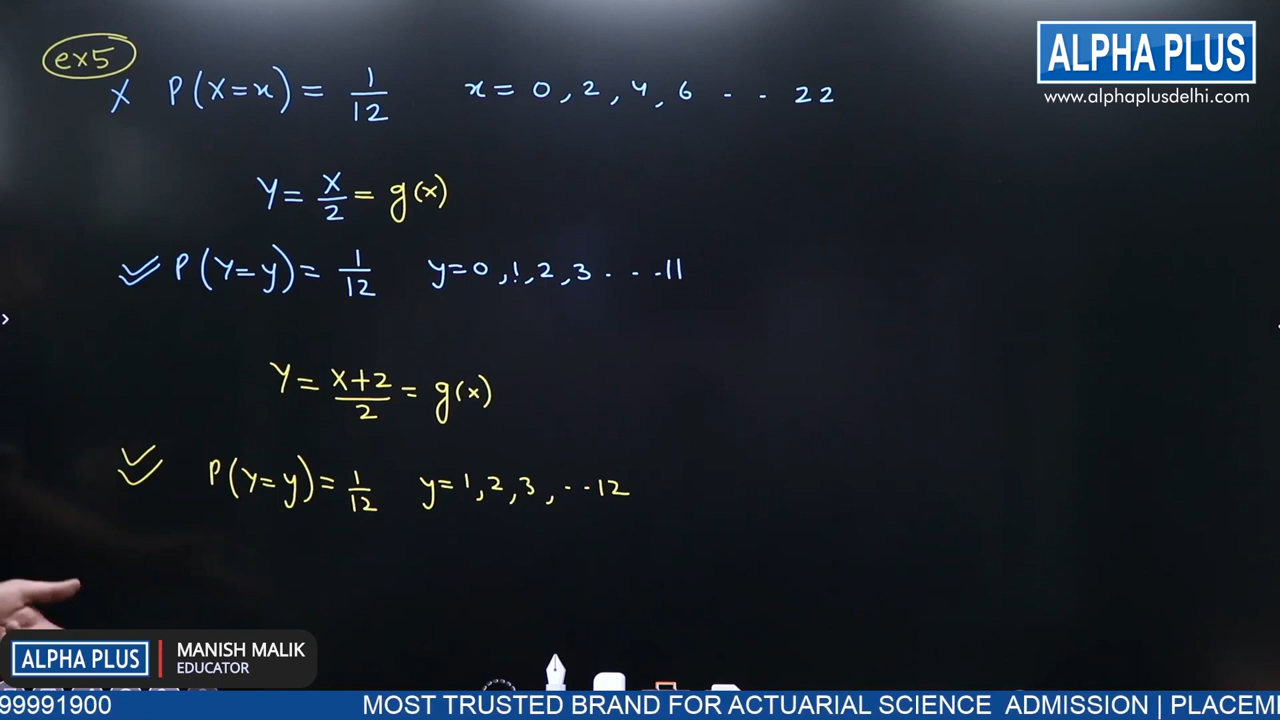 ex5
X P(X=x) = 1/12 x = 0, 2, 4, 6 - - 22
Y = X/2 = g(x)
P(Y=y) = 1/12 y=0, 1, 2, 3 - - - 11
Y = X+2/2 = g(x)
P(Y=y) = 1/12 y=1, 2, 3, - - 12
ALPHA PLUS
www.alphaplusdelhi.com
ALPHA PLUS
MANISH MALIK
EDUCATOR
99991900 MOST TRUSTED BRAND FOR ACTUARIAL SCIENCE ADMISSION | PLACEM